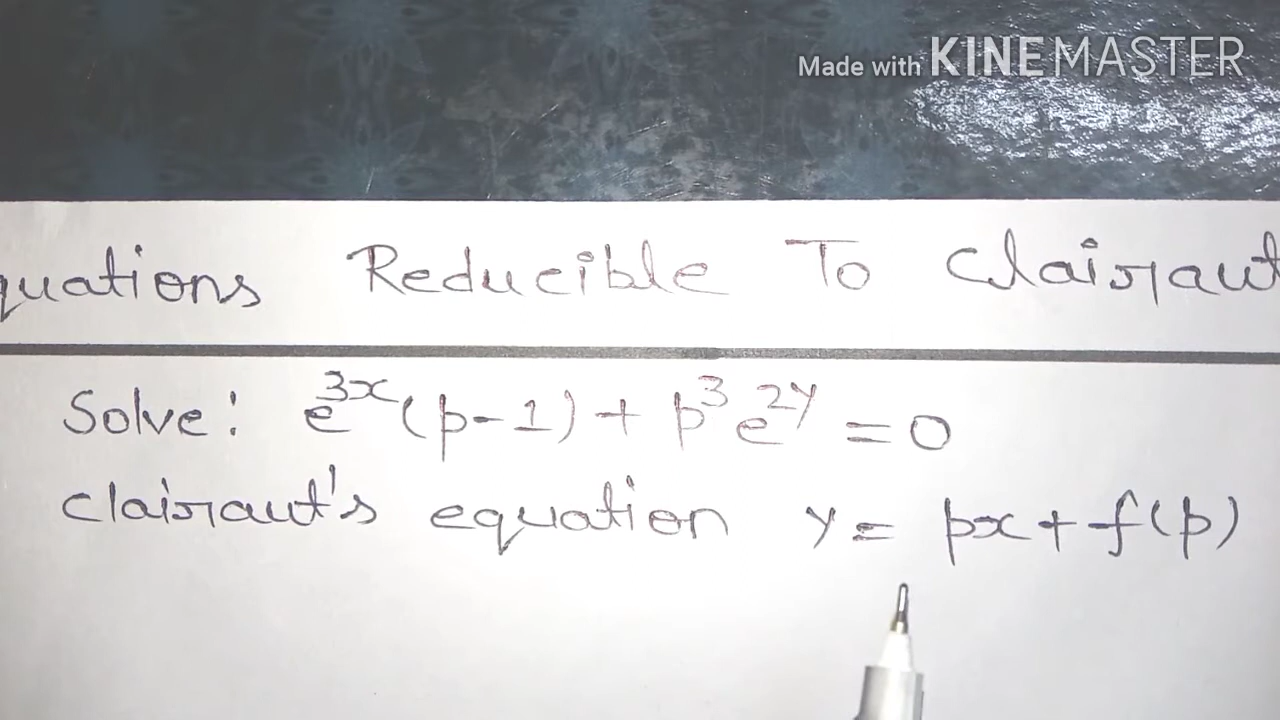 Made with KINEMASTER
quations Reducible To Clairaut
Solve: e^{3x}(p-1) + p^3 e^{2y} = 0
Clairaut's equation y = px + f(p)